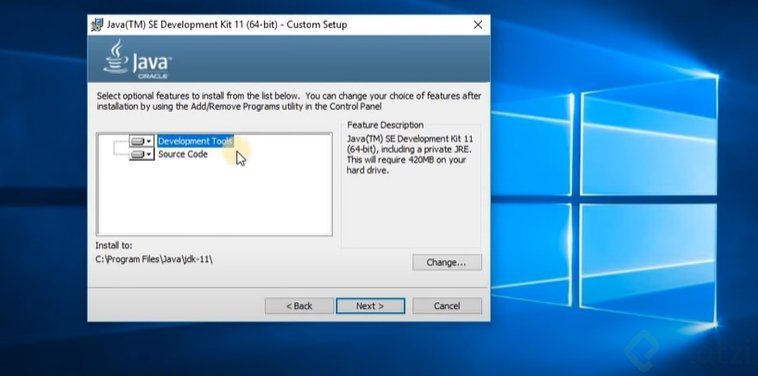 Java(TM) SE Development Kit 11 (64-bit) - Custom Setup
Java
ORACLE
Select optional features to install from the list below. You can change your choice of features after
installation by using the Add/Remove Programs utility in the Control Panel
Development Tools
Source Code
Feature Description
Java(TM) SE Development Kit 11
(64-bit), including a private JRE.
This will require 420MB on your
hard drive.
Install to:
C:\Program Files\Java\jdk-11\
Change...
< Back
Next >
Cancel